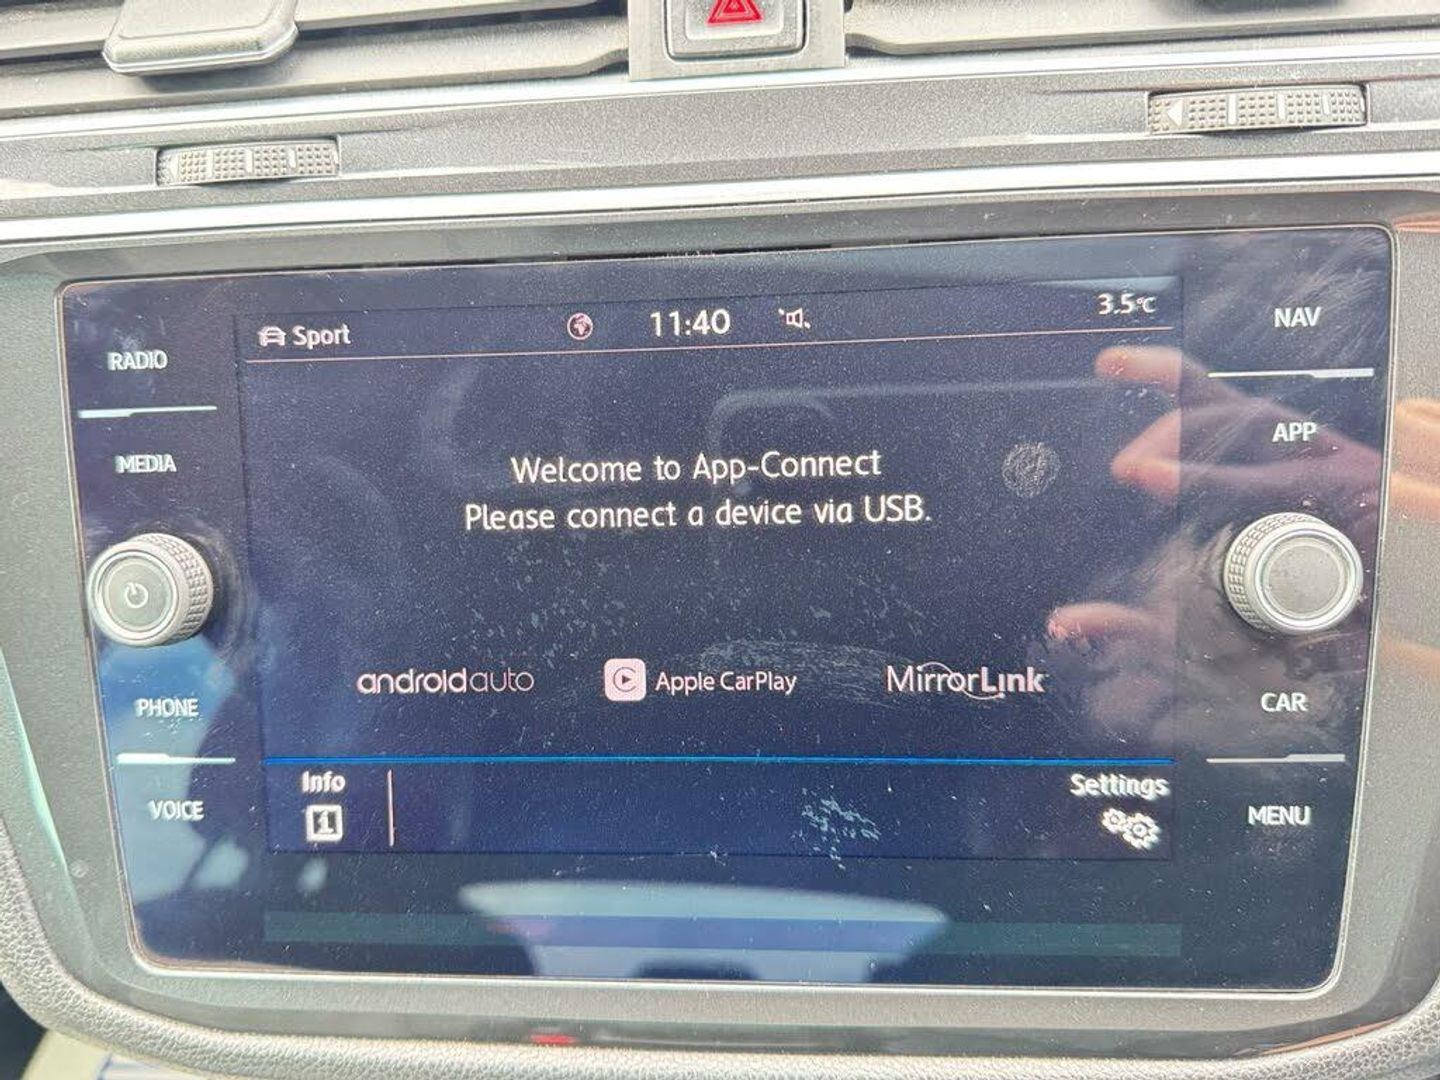 Sport 11:40 3.5°C
RADIO
NAV
MEDIA
APP
Welcome to App-Connect
Please connect a device via USB.
androidauto Apple CarPlay MirrorLink
PHONE
CAR
VOICE
MENU
Info
Settings